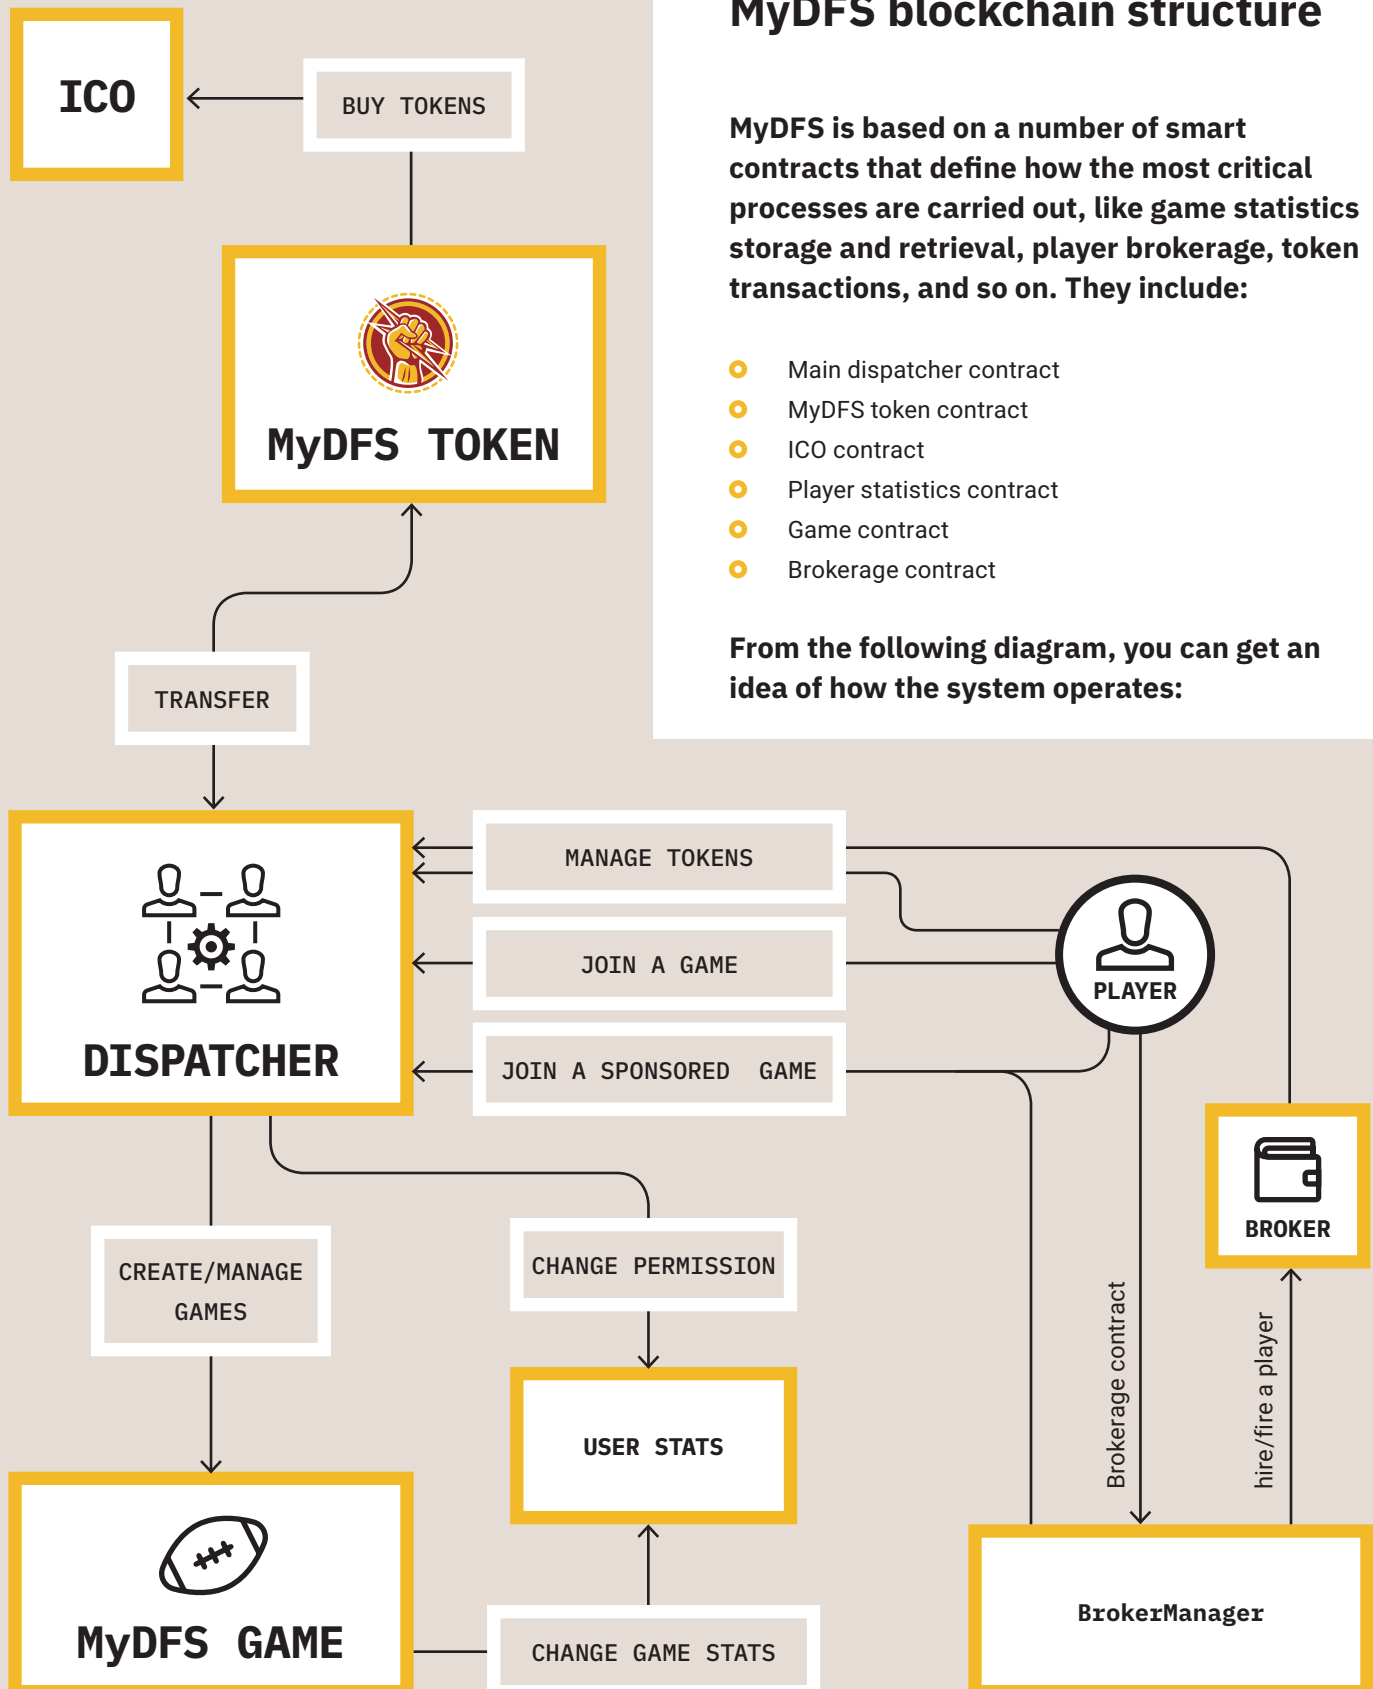 MyDFS blockchain structure
MyDFS is based on a number of smart
contracts that define how the most critical
processes are carried out, like game statistics
storage and retrieval, player brokerage, token
transactions, and so on. They include:
Main dispatcher contract
MyDFS token contract
ICO contract
Player statistics contract
Game contract
Brokerage contract
From the following diagram, you can get an
idea of how the system operates:
ICO
BUY TOKENS
MyDFS TOKEN
TRANSFER
DISPATCHER
MANAGE TOKENS
JOIN A GAME
JOIN A SPONSORED GAME
PLAYER
BROKER
CREATE/MANAGE
GAMES
CHANGE PERMISSION
USER STATS
Brokerage contract
hire/fire a player
MyDFS GAME
CHANGE GAME STATS
BrokerManager